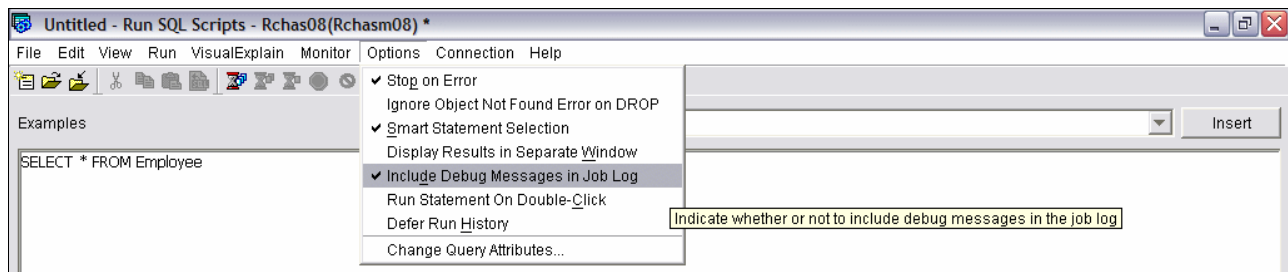 Untitled - Run SQL Scripts - Rchas08(Rchasm08) *
File Edit View Run VisualExplain Monitor Options Connection Help
Stop on Error
Ignore Object Not Found Error on DROP
Examples
Smart Statement Selection
Insert
Display Results in Separate Window
SELECT * FROM Employee
Include Debug Messages in Job Log
Run Statement On Double-Click
Indicate whether or not to include debug messages in the job log
Defer Run History
Change Query Attributes...